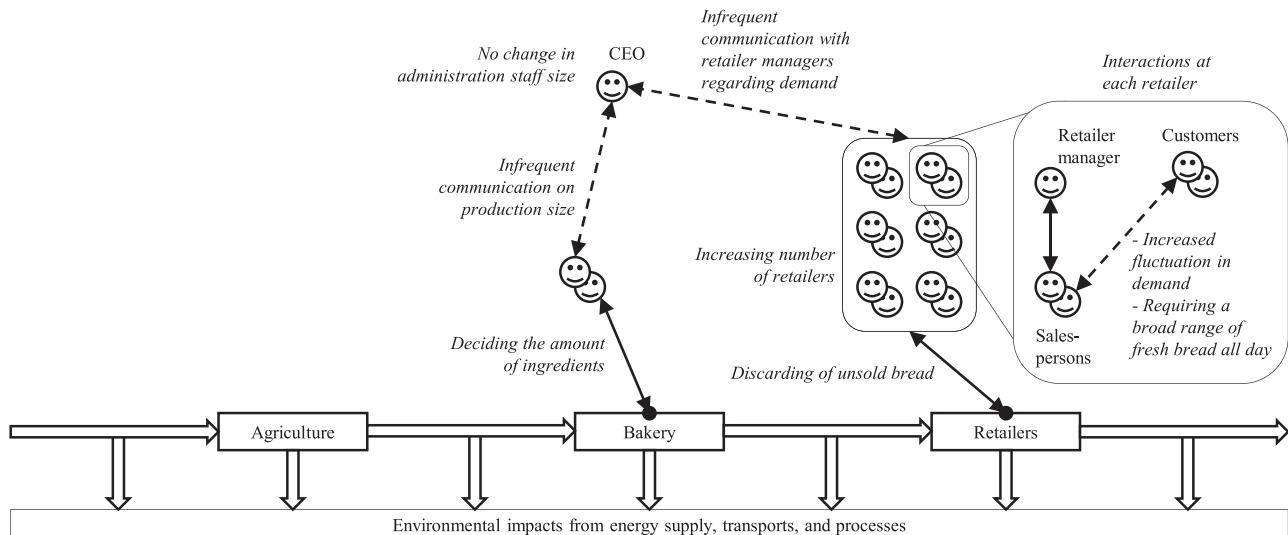 No change in
administration staff size
CEO
Infrequent
communication with
retailer managers
regarding demand
Interactions at
each retailer
Infrequent
communication on
production size
Retailer
manager
Customers
Increasing number
of retailers
- Increased
fluctuation in
demand
- Requiring a
broad range of
fresh bread all day
Sales-
persons
Deciding the amount
of ingredients
Discarding of unsold bread
Agriculture
Bakery
Retailers
Environmental impacts from energy supply, transports, and processes